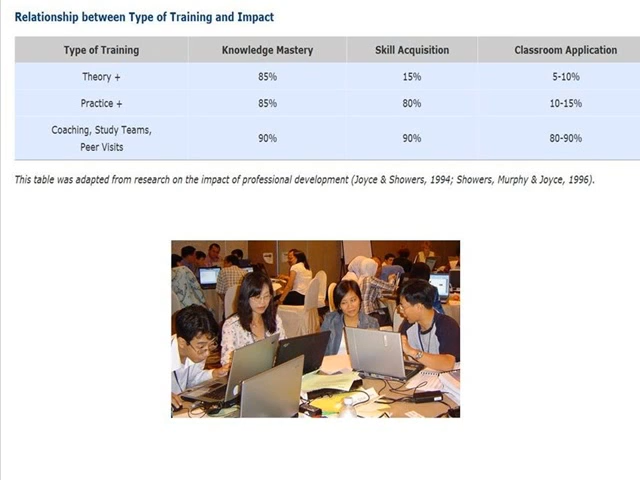 Relationship between Type of Training and Impact
Type of Training Knowledge Mastery Skill Acquisition Classroom Application
Theory + 85% 15% 5-10%
Practice + 85% 80% 10-15%
Coaching, Study Teams,
Peer Visits 90% 90% 80-90%
This table was adapted from research on the impact of professional development (Joyce & Showers, 1994; Showers, Murphy & Joyce, 1996).